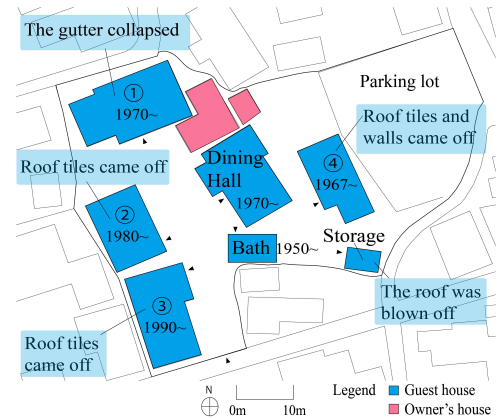 The gutter collapsed
①
1970~
Parking lot
Roof tiles and
walls came off
Dining
Hall
1970~
④
1967~
Roof tiles came off
②
1980~
Bath
1950~
Storage
③
1990~
The roof was
blown off
Roof tiles
came off
N
0m
10m
Legend
Guest house
Owner's house